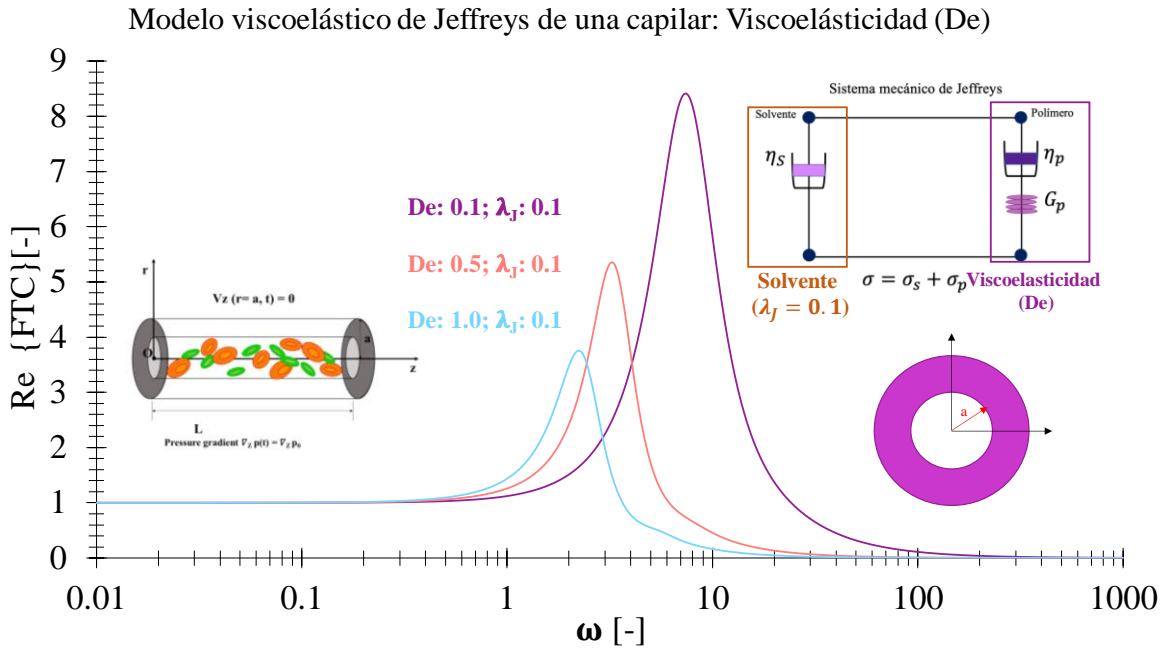 Modelo viscoelástico de Jeffreys de una capilar: Viscoelásticidad (De)
Re {FTC}[-]
9
8
7
6
5
4
3
2
1
0
0.01
0.1
1
10
100
1000
ω [-]
De: 0.1; λJ: 0.1
De: 0.5; λJ: 0.1
De: 1.0; λJ: 0.1
r
Vz (r= a, t) = 0
O
a
z
L
Pressure gradient ∇z p(t) = ∇z p0
Sistema mecánico de Jeffreys
Solvente
Polímero
ηS
ηp
Gp
Solvente
(λJ = 0.1)
σ = σs + σp
Viscoelasticidad
(De)
a